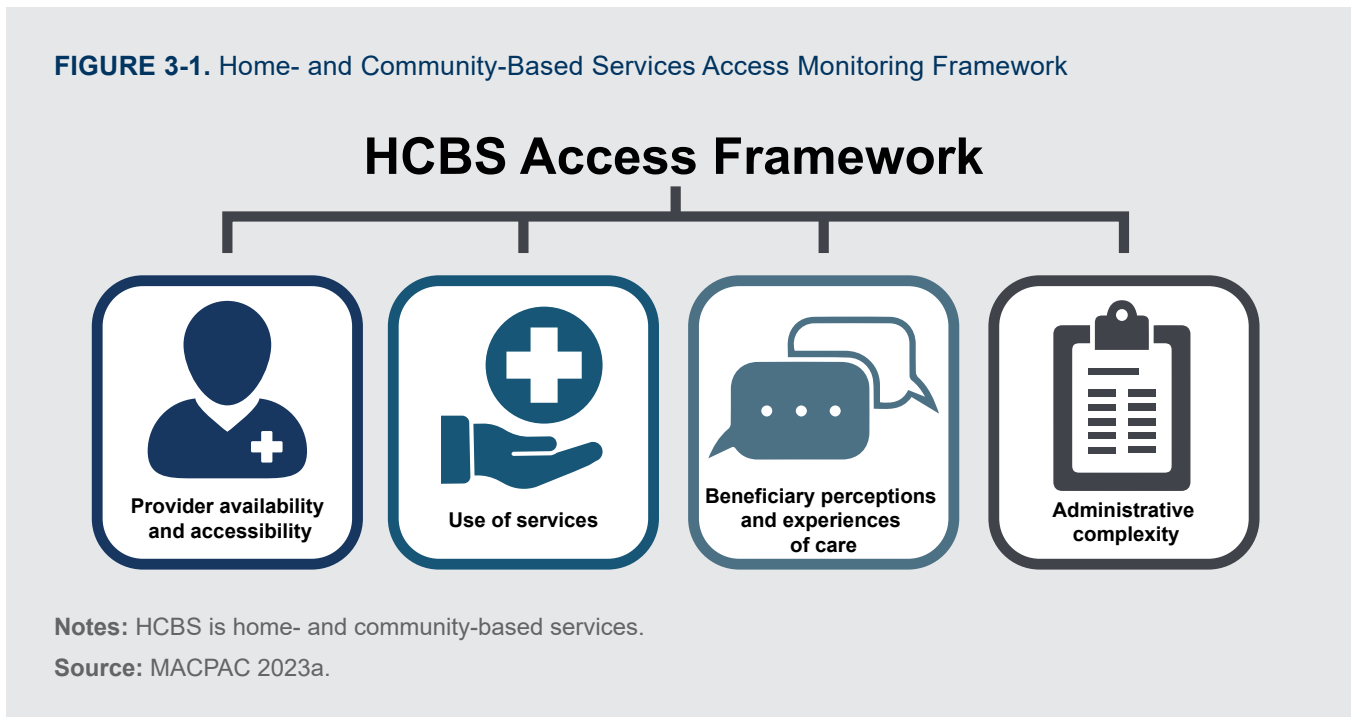 FIGURE 3-1. Home- and Community-Based Services Access Monitoring Framework
HCBS Access Framework
Provider availability
and accessibility
Use of services
Beneficiary perceptions
and experiences
of care
Administrative
complexity
Notes: HCBS is home- and community-based services.
Source: MACPAC 2023a.